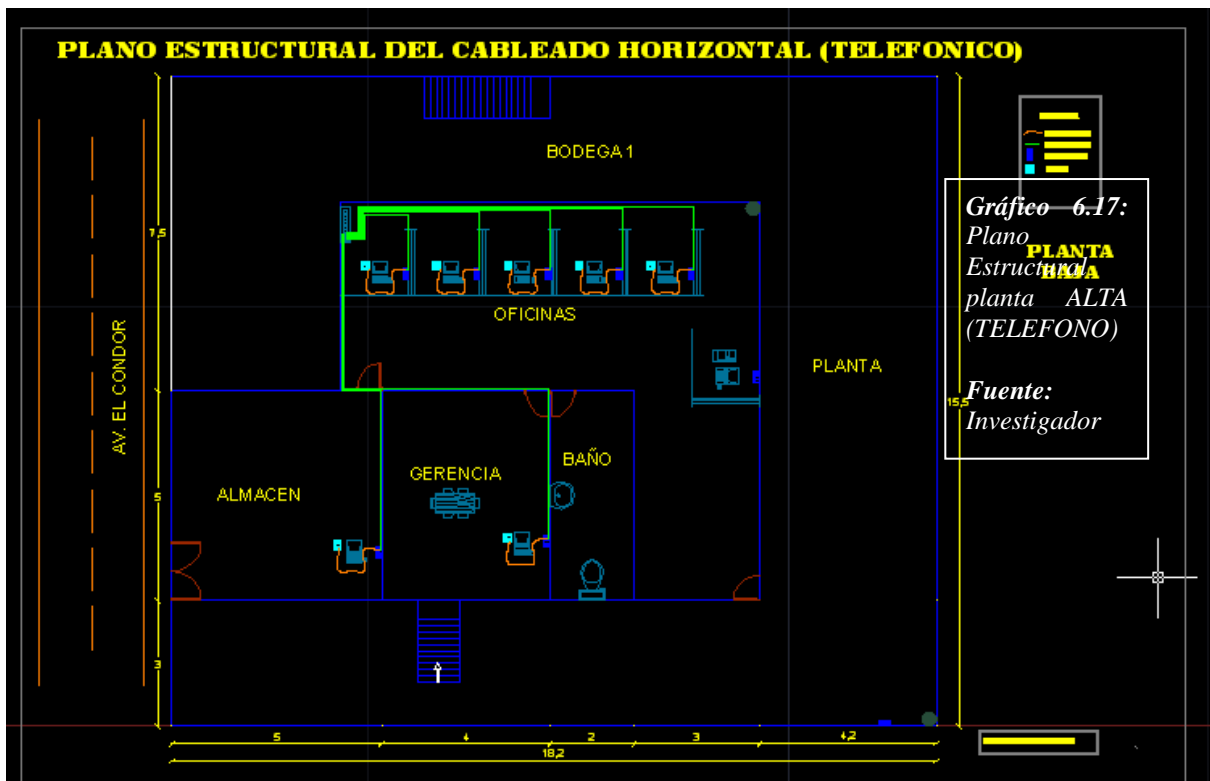 PLANO ESTRUCTURAL DEL CABLEADO HORIZONTAL (TELEFONICO)
BODEGA 1
7,5
Gráfico 6.17:
Plano
Estructural
planta ALTA
(TELEFONO)
Fuente:
Investigador
PLANTA
BAJA
OFICINAS
AV. EL CONDOR
PLANTA
15,5
GERENCIA
BAÑO
ALMACEN
5
3
5
4
2
3
4,2
18,2